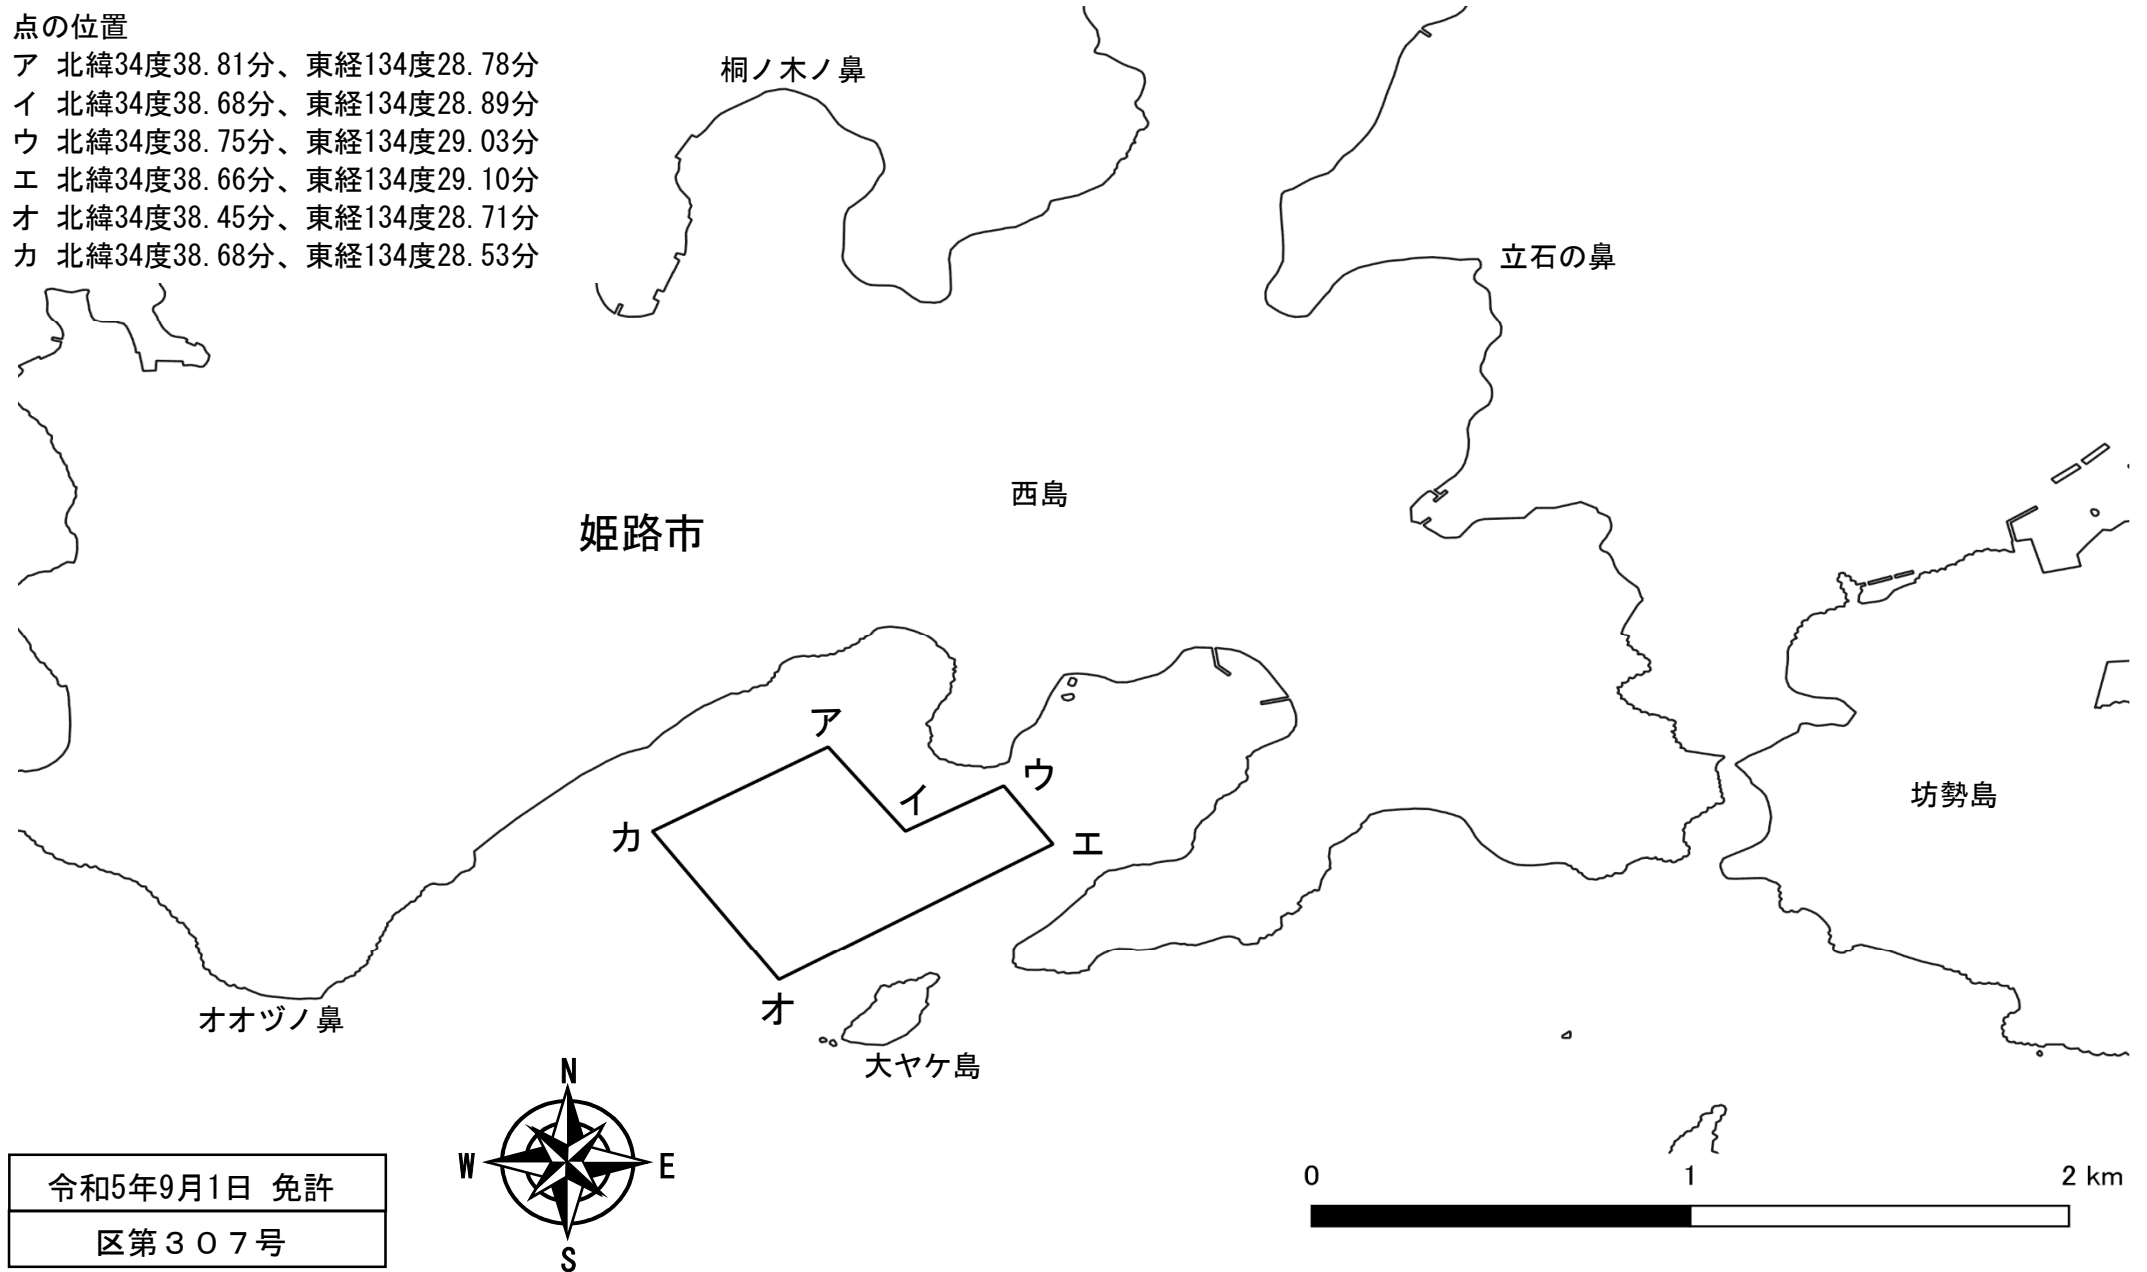 点の位置
ア 北緯34度38.81分、東経134度28.78分
イ 北緯34度38.68分、東経134度28.89分
ウ 北緯34度38.75分、東経134度29.03分
エ 北緯34度38.66分、東経134度29.10分
オ 北緯34度38.45分、東経134度28.71分
カ 北緯34度38.68分、東経134度28.53分
桐ノ木ノ鼻
立石の鼻
西島
姫路市
ア
ウ
イ
坊勢島
カ
エ
オ
オオヅノ鼻
大ヤケ島
N
W
E
S
0 1 2 km
令和5年9月1日 免許
区第３０７号